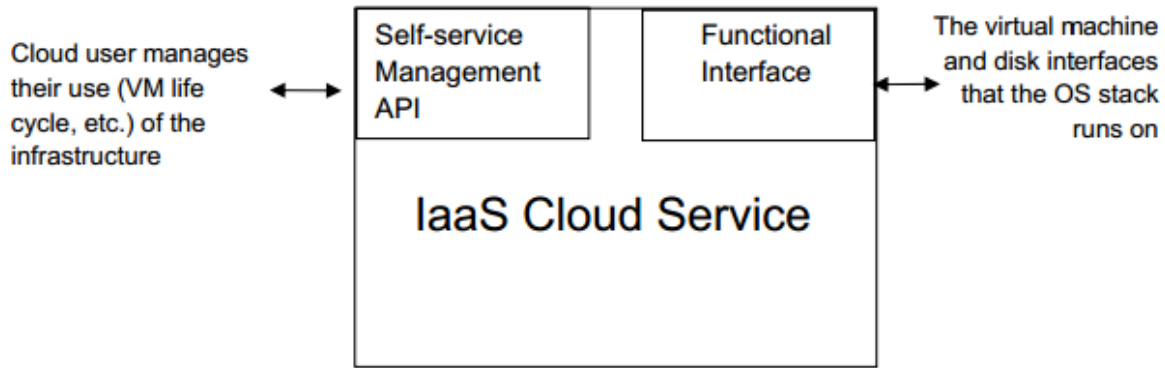 Cloud user manages
their use (VM life
cycle, etc.) of the
infrastructure
Self-service
Management
API
Functional
Interface
The virtual machine
and disk interfaces
that the OS stack
runs on
IaaS Cloud Service